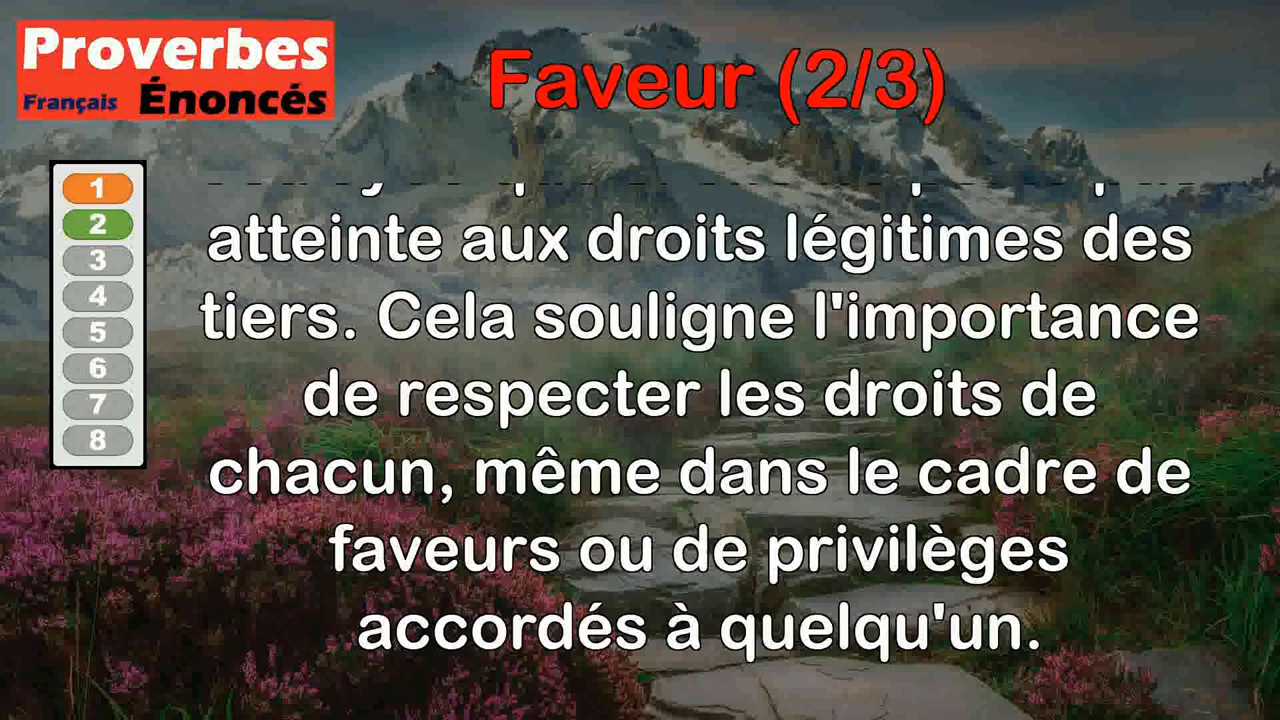 Proverbes
Français Énoncés
Faveur (2/3)
1
2
3
4
5
6
7
8
atteinte aux droits légitimes des
tiers. Cela souligne l'importance
de respecter les droits de
chacun, même dans le cadre de
faveurs ou de privilèges
accordés à quelqu'un.